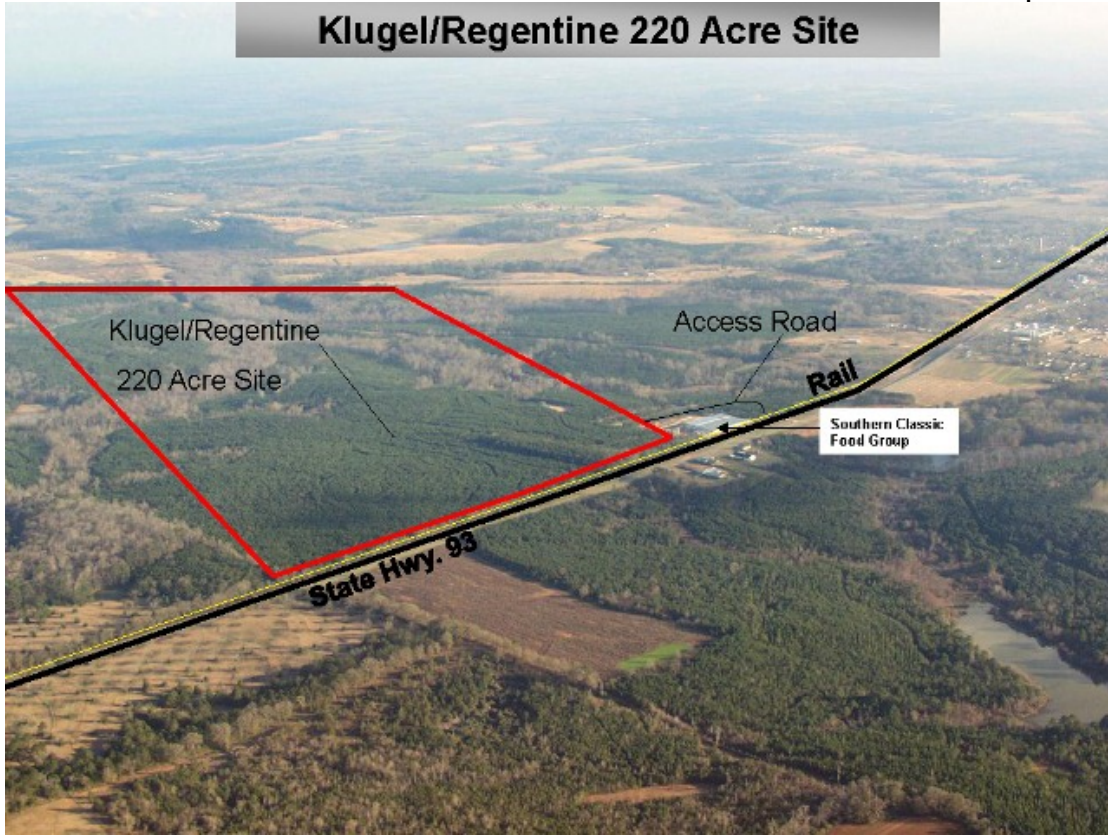 Klugel/Regentine 220 Acre Site
Klugel/Regentine
220 Acre Site
Access Road
Rail
Southern Classic
Food Group
State Hwy. 93